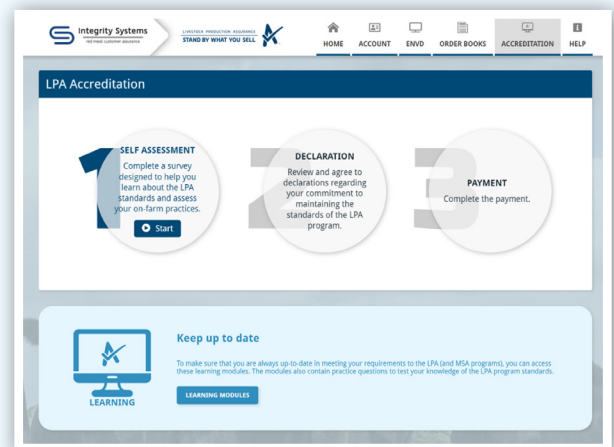 Integrity Systems
red meat customer assurance
LIVESTOCK PRODUCTION ASSURANCE
STAND BY WHAT YOU SELL
HOME
ACCOUNT
ENVD
ORDER BOOKS
ACCREDITATION
HELP
LPA Accreditation
1
SELF ASSESSMENT
Complete a survey
designed to help you
learn about the LPA
standards and assess
your on-farm practices.
Start
2
DECLARATION
Review and agree to
declarations regarding
your commitment to
maintaining the
standards of the LPA
program.
3
PAYMENT
Complete the payment.
LEARNING
Keep up to date
To make sure that you are always up-to-date in meeting your requirements to the LPA (and MSA programs), you can access
these learning modules. The modules also contain practice questions to test your knowledge of the LPA program standards.
LEARNING MODULES